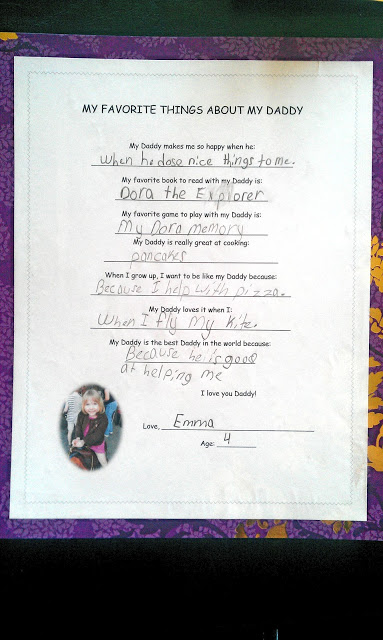 MY FAVORITE THINGS ABOUT MY DADDY
My Daddy makes me so happy when he:
When he dose nice things to me.
My favorite book to read with my Daddy is:
Dora the Explorer
My favorite game to play with my Daddy is:
My Dora memory
My Daddy is really great at cooking:
pancakes
When I grow up, I want to be like my Daddy because:
Because I help with pizza.
My Daddy loves it when I:
When I fly My Kite.
My Daddy is the best Daddy in the world because:
Because he is good
at helping me
I love you Daddy!
Love, Emma
Age: 4